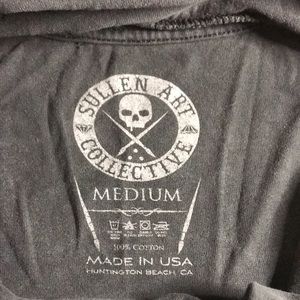 SULLEN ART
COLLECTIVE
MEDIUM
100% COTTON
MADE IN USA
HUNTINGTON BEACH, CA